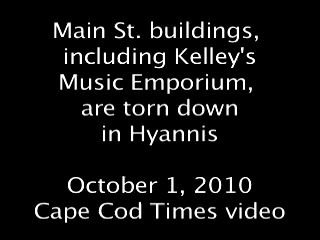 Main St. buildings,
including Kelley's
Music Emporium,
are torn down
in Hyannis
October 1, 2010
Cape Cod Times video